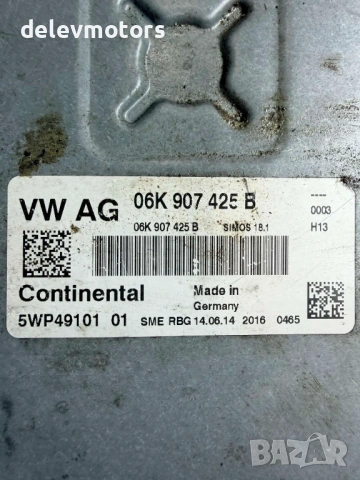 delevmotors
VW AG
06K 907 425 B
06K 907 425 B SIMOS 18.1
----
0003
H13
Continental
Made in
Germany
5WP49101 01 SME RBG 14.06.14 2016 0465
BAZAR